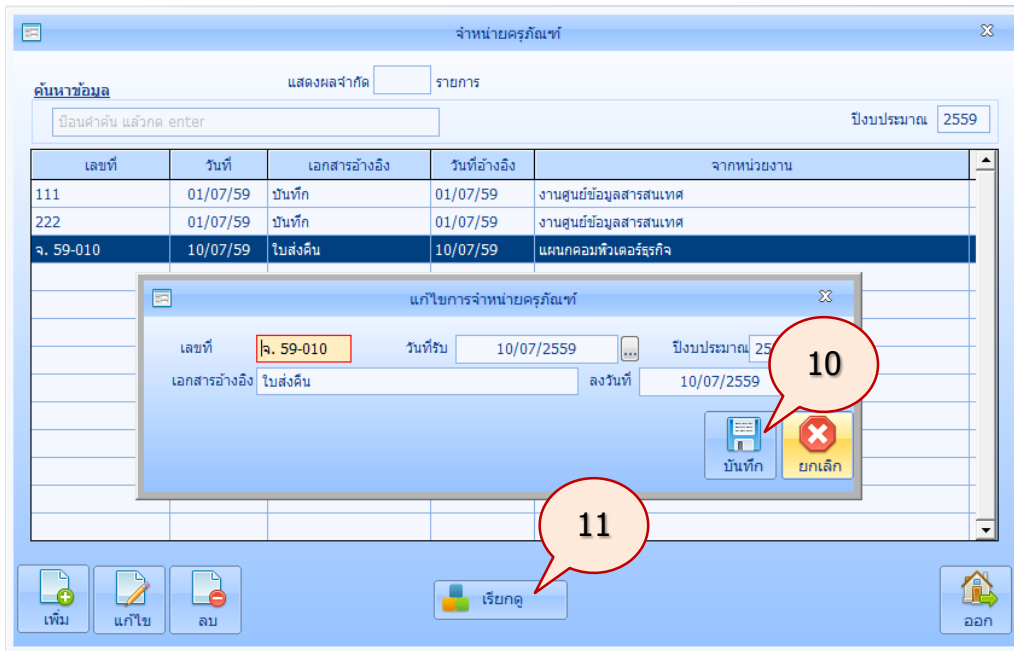 จำหน่ายครุภัณฑ์
แสดงผลจำกัด รายการ
ค้นหาข้อมูล
ป้อนคำค้น แล้วกด enter ปีงบประมาณ 2559
เลขที่ วันที่ เอกสารอ้างอิง วันที่อ้างอิง จากหน่วยงาน
111 01/07/59 บันทึก 01/07/59 งานศูนย์ข้อมูลสารสนเทศ
222 01/07/59 บันทึก 01/07/59 งานศูนย์ข้อมูลสารสนเทศ
จ. 59-010 10/07/59 ใบส่งคืน 10/07/59 แผนกคอมพิวเตอร์ธุรกิจ
แก้ไขการจำหน่ายครุภัณฑ์
เลขที่ จ. 59-010 วันที่รับ 10/07/2559 ... ปีงบประมาณ 25
10
เอกสารอ้างอิง ใบส่งคืน ลงวันที่ 10/07/2559
บันทึก ยกเลิก
11
เรียกดู
เพิ่ม แก้ไข ลบ ออก